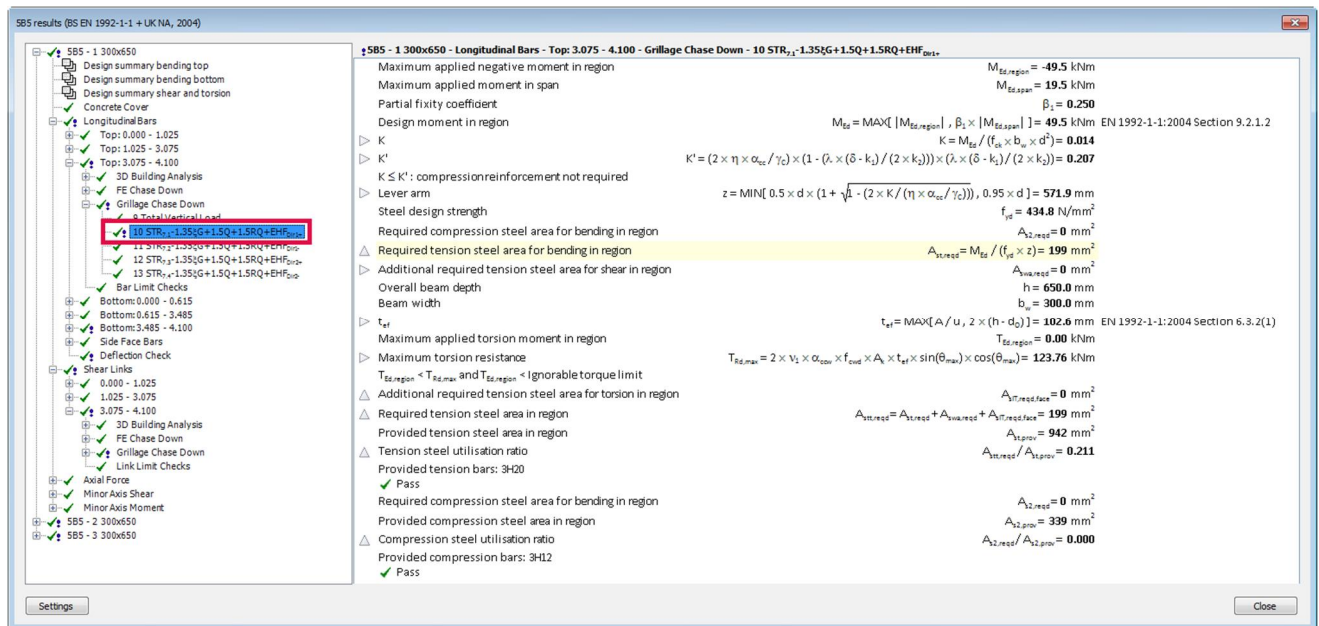 5B5 results (BS EN 1992-1-1 + UK NA, 2004)
5B5 - 1 300x650
Design summary bending top
Design summary bending bottom
Design summary shear and torsion
Concrete Cover
Longitudinal Bars
Top: 0.000 - 1.025
Top: 1.025 - 3.075
Top: 3.075 - 4.100
3D Building Analysis
FE Chase Down
Grillage Chase Down
9 Total Vertical Load
10 STR7.1-1.35ξG+1.5Q+1.5RQ+EHFDir1+
11 STR7.2-1.35ξG+1.5Q+1.5RQ+EHFDir1-
12 STR7.3-1.35ξG+1.5Q+1.5RQ+EHFDir2+
13 STR7.4-1.35ξG+1.5Q+1.5RQ+EHFDir2-
Bar Limit Checks
Bottom: 0.000 - 0.615
Bottom: 0.615 - 3.485
Bottom: 3.485 - 4.100
Side Face Bars
Deflection Check
Shear Links
0.000 - 1.025
1.025 - 3.075
3.075 - 4.100
3D Building Analysis
FE Chase Down
Grillage Chase Down
Link Limit Checks
Axial Force
Minor Axis Shear
Minor Axis Moment
5B5 - 2 300x650
5B5 - 3 300x650
5B5 - 1 300x650 - Longitudinal Bars - Top: 3.075 - 4.100 - Grillage Chase Down - 10 STR7.1-1.35ξG+1.5Q+1.5RQ+EHFDir1+
Maximum applied negative moment in region MEd,region = -49.5 kNm
Maximum applied moment in span MEd,span = 19.5 kNm
Partial fixity coefficient β1 = 0.250
Design moment in region MEd = MAX[ |MEd,region| , β1 × |MEd,span| ] = 49.5 kNm EN 1992-1-1:2004 Section 9.2.1.2
K K = MEd / (fck × bw × d²) = 0.014
K' K' = (2 × η × αcc / γC) × (1 - (λ × (δ - k1) / (2 × k2))) × (λ × (δ - k1) / (2 × k2)) = 0.207
K ≤ K' : compression reinforcement not required
Lever arm z = MIN[ 0.5 × d × (1 + √1 - (2 × K / (η × αcc / γC))), 0.95 × d ] = 571.9 mm
Steel design strength fyd = 434.8 N/mm²
Required compression steel area for bending in region As2,reqd = 0 mm²
Required tension steel area for bending in region Ast,reqd = MEd / (fyd × z) = 199 mm²
Additional required tension steel area for shear in region Aswa,reqd = 0 mm²
Overall beam depth h = 650.0 mm
Beam width bw = 300.0 mm
tef tef = MAX[ A / u , 2 × (h - d0) ] = 102.6 mm EN 1992-1-1:2004 Section 6.3.2(1)
Maximum applied torsion moment in region TEd,region = 0.00 kNm
Maximum torsion resistance TRd,max = 2 × ν1 × αccw × fcwd × Ak × tef × sin(θmax) × cos(θmax) = 123.76 kNm
TEd,region < TRd,max and TEd,region < Ignorable torque limit
Additional required tension steel area for torsion in region AslT,reqd,face = 0 mm²
Required tension steel area in region Astt,reqd = Ast,reqd + Aswa,reqd + AslT,reqd,face = 199 mm²
Provided tension steel area in region Ast,prov = 942 mm²
Tension steel utilisation ratio Astt,reqd / Ast,prov = 0.211
Provided tension bars: 3H20
Pass
Required compression steel area for bending in region As2,reqd = 0 mm²
Provided compression steel area in region As2,prov = 339 mm²
Compression steel utilisation ratio As2,reqd / As2,prov = 0.000
Provided compression bars: 3H12
Pass
Settings
Close